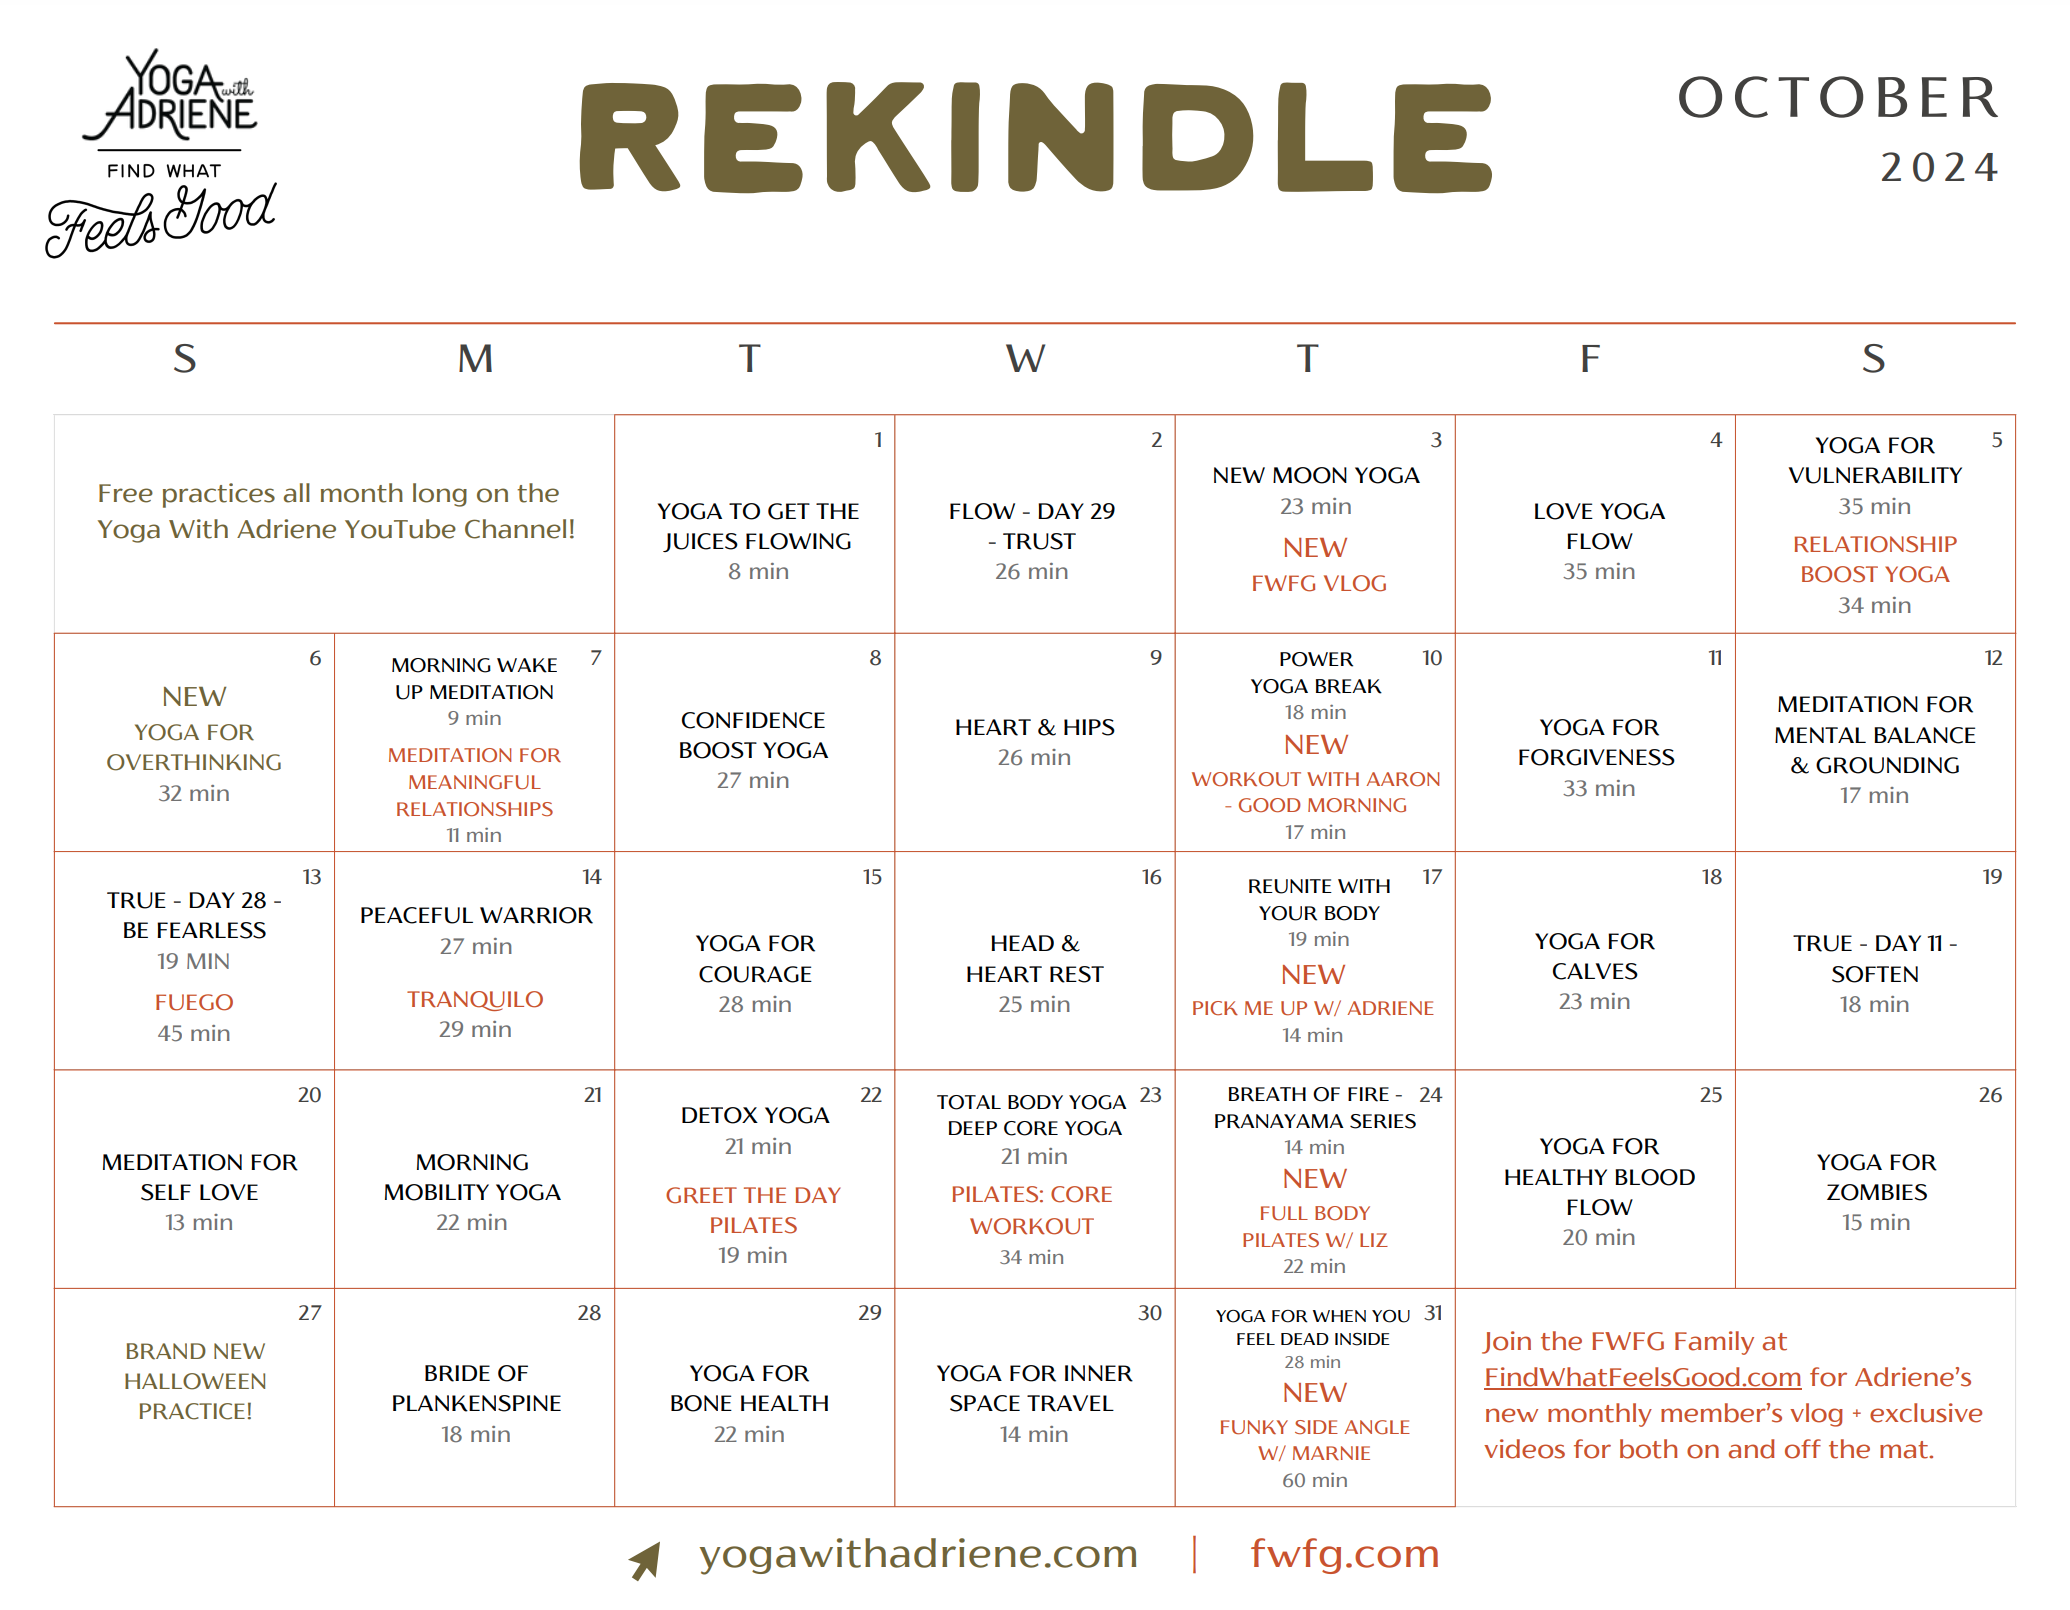 YOGA with
ADRIENE
FIND WHAT
Feels Good
REKINDLE
OCTOBER
2024
S M T W T F S
Free practices all month long on the
Yoga With Adriene YouTube Channel!
1
YOGA TO GET THE
JUICES FLOWING
8 min
2
FLOW - DAY 29
- TRUST
26 min
3
NEW MOON YOGA
23 min
NEW
FWFG VLOG
4
LOVE YOGA
FLOW
35 min
5
YOGA FOR
VULNERABILITY
35 min
RELATIONSHIP
BOOST YOGA
34 min
6
NEW
YOGA FOR
OVERTHINKING
32 min
7
MORNING WAKE
UP MEDITATION
9 min
MEDITATION FOR
MEANINGFUL
RELATIONSHIPS
11 min
8
CONFIDENCE
BOOST YOGA
27 min
9
HEART & HIPS
26 min
10
POWER
YOGA BREAK
18 min
NEW
WORKOUT WITH AARON
- GOOD MORNING
17 min
11
YOGA FOR
FORGIVENESS
33 min
12
MEDITATION FOR
MENTAL BALANCE
& GROUNDING
17 min
13
TRUE - DAY 28 -
BE FEARLESS
19 MIN
FUEGO
45 min
14
PEACEFUL WARRIOR
27 min
TRANQUILO
29 min
15
YOGA FOR
COURAGE
28 min
16
HEAD &
HEART REST
25 min
17
REUNITE WITH
YOUR BODY
19 min
NEW
PICK ME UP W/ ADRIENE
14 min
18
YOGA FOR
CALVES
23 min
19
TRUE - DAY 11 -
SOFTEN
18 min
20
MEDITATION FOR
SELF LOVE
13 min
21
MORNING
MOBILITY YOGA
22 min
22
DETOX YOGA
21 min
GREET THE DAY
PILATES
19 min
23
TOTAL BODY YOGA
DEEP CORE YOGA
21 min
PILATES: CORE
WORKOUT
34 min
24
BREATH OF FIRE -
PRANAYAMA SERIES
14 min
NEW
FULL BODY
PILATES W/ LIZ
22 min
25
YOGA FOR
HEALTHY BLOOD
FLOW
20 min
26
YOGA FOR
ZOMBIES
15 min
27
BRAND NEW
HALLOWEEN
PRACTICE!
28
BRIDE OF
PLANKENSPINE
18 min
29
YOGA FOR
BONE HEALTH
22 min
30
YOGA FOR INNER
SPACE TRAVEL
14 min
31
YOGA FOR WHEN YOU
FEEL DEAD INSIDE
28 min
NEW
FUNKY SIDE ANGLE
W/ MARNIE
60 min
Join the FWFG Family at
FindWhatFeelsGood.com for Adriene's
new monthly member's vlog + exclusive
videos for both on and off the mat.
yogawithadriene.com | fwfg.com